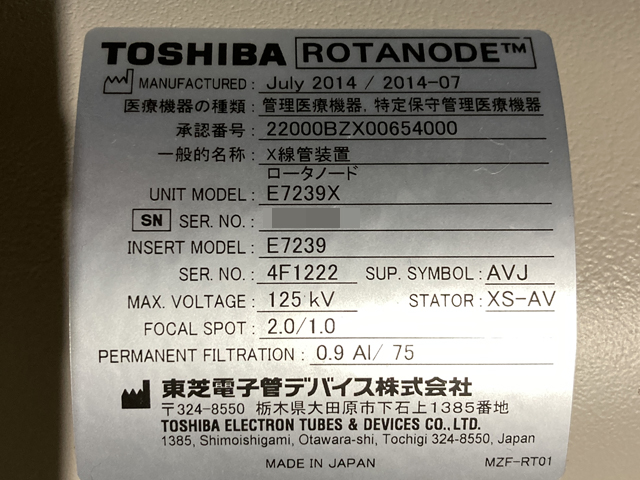 TOSHIBA ROTANODE™
MANUFACTURED: July 2014 / 2014-07
医療機器の種類: 管理医療機器, 特定保守管理医療機器
承認番号: 22000BZX00654000
一般的名称: X線管装置
ロータノード
UNIT MODEL: E7239X
SN SER. NO.:
INSERT MODEL: E7239
SER. NO.: 4F1222 SUP. SYMBOL: AVJ
MAX. VOLTAGE: 125 kV STATOR: XS-AV
FOCAL SPOT: 2.0/1.0
PERMANENT FILTRATION: 0.9 Al/ 75
東芝電子管デバイス株式会社
〒324-8550 栃木県大田原市下石上1385番地
TOSHIBA ELECTRON TUBES & DEVICES CO., LTD.
1385, Shimoishigami, Otawara-shi, Tochigi 324-8550, Japan
MADE IN JAPAN MZF-RT01